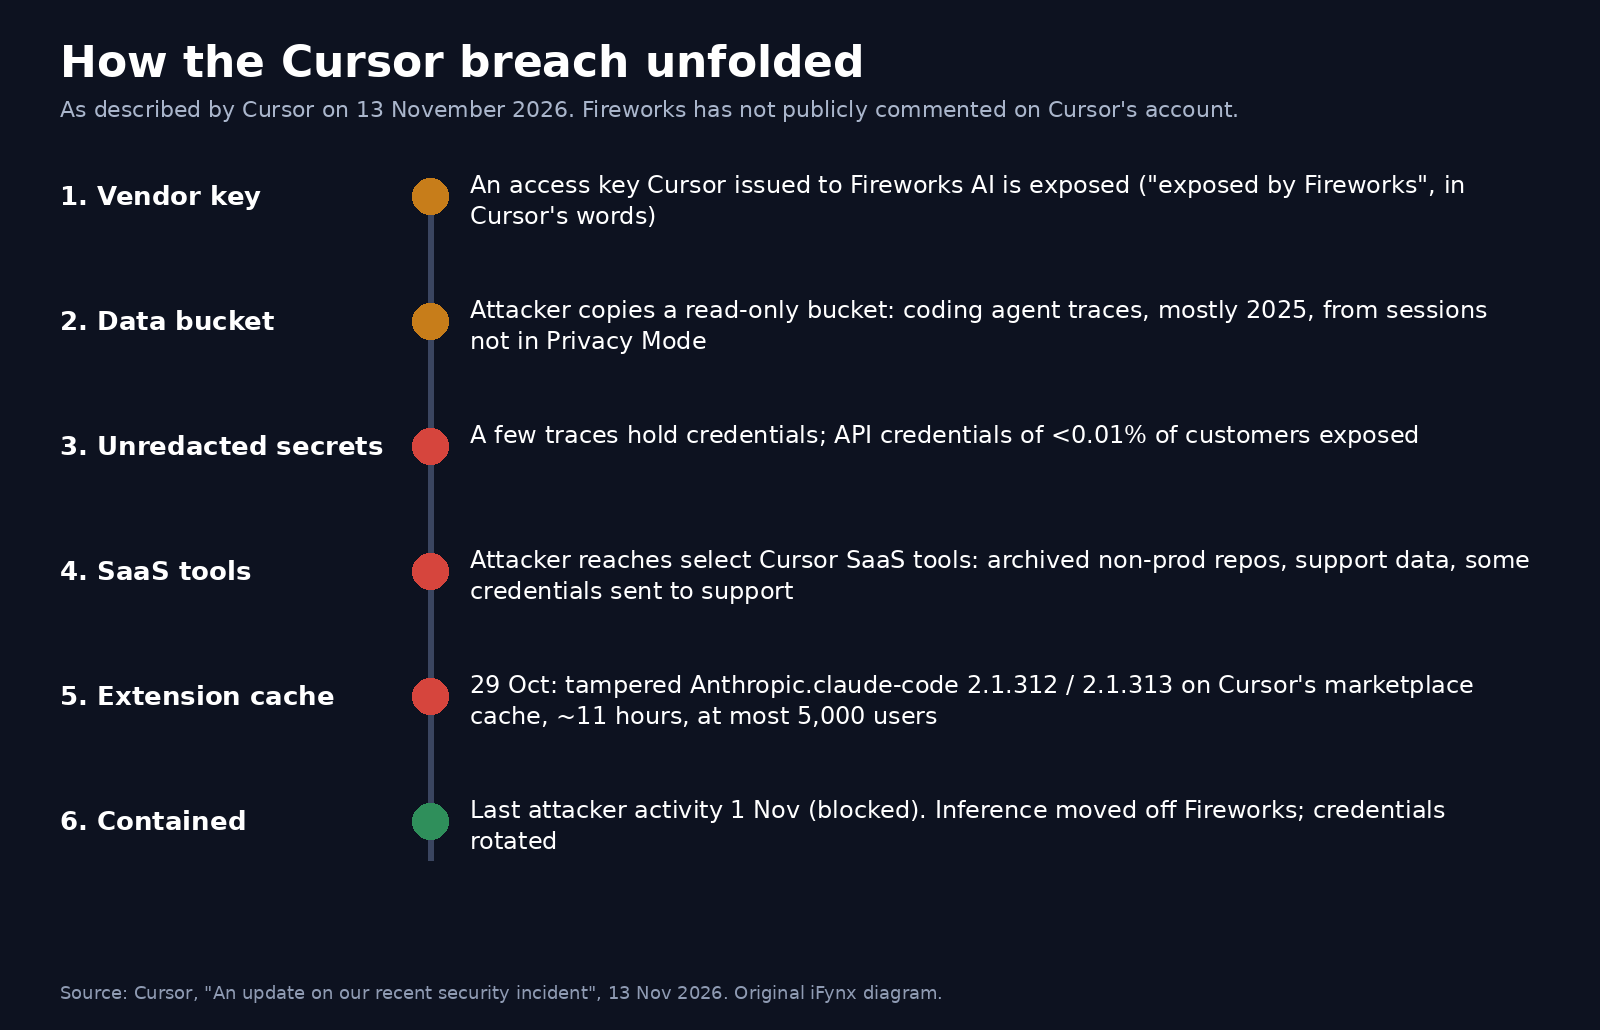 How the Cursor breach unfolded
As described by Cursor on 13 November 2026. Fireworks has not publicly commented on Cursor's account.
1. Vendor key
An access key Cursor issued to Fireworks AI is exposed ("exposed by Fireworks", in
Cursor's words)
2. Data bucket
Attacker copies a read-only bucket: coding agent traces, mostly 2025, from sessions
not in Privacy Mode
3. Unredacted secrets
A few traces hold credentials; API credentials of <0.01% of customers exposed
4. SaaS tools
Attacker reaches select Cursor SaaS tools: archived non-prod repos, support data, some
credentials sent to support
5. Extension cache
29 Oct: tampered Anthropic.claude-code 2.1.312 / 2.1.313 on Cursor's marketplace
cache, ~11 hours, at most 5,000 users
6. Contained
Last attacker activity 1 Nov (blocked). Inference moved off Fireworks; credentials
rotated
Source: Cursor, "An update on our recent security incident", 13 Nov 2026. Original iFynx diagram.